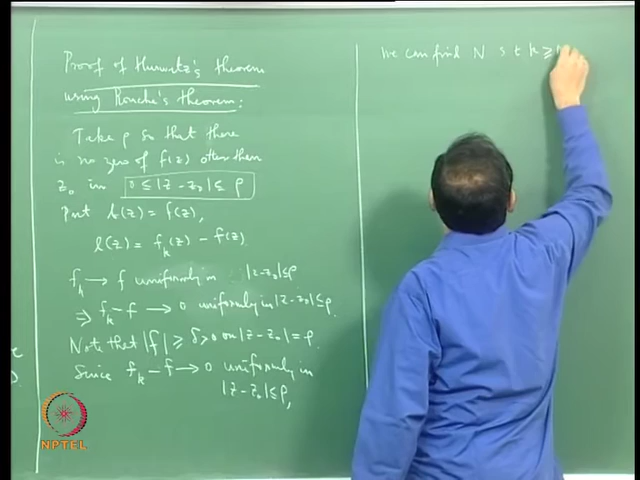 Proof of Hurwitz's theorem
using Rouche's theorem:
Take ρ so that there
is no zero of f(z) other than
z₀ in 0 ≤ |z - z₀| ≤ ρ
Put b(z) = f(z),
l(z) = f_k(z) - f(z).
f_k → f uniformly in |z-z₀| ≤ ρ
⇒ f_k - f → 0 uniformly in |z-z₀| ≤ ρ.
Note that |f| ≥ δ > 0 on |z-z₀| = ρ.
Since f_k - f → 0 uniformly in
|z - z₀| ≤ ρ,
We can find N s t k ≥
NPTEL